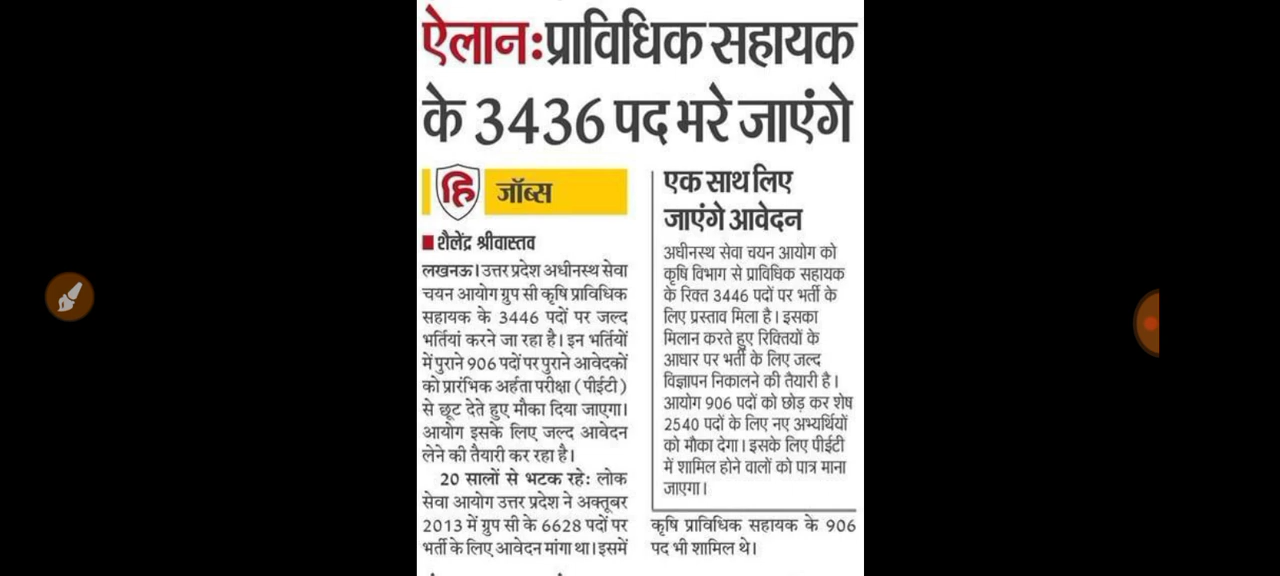 ऐलान:प्राविधिक सहायक
के 3436 पद भरे जाएंगे
हि
जॉब्स
शैलेंद्र श्रीवास्तव
लखनऊ। उत्तर प्रदेश अधीनस्थ सेवा
चयन आयोग ग्रुप सी कृषि प्राविधिक
सहायक के 3446 पदों पर जल्द
भर्तियां करने जा रहा है। इन भर्तियों
में पुराने 906 पदों पर पुराने आवेदकों
को प्रारंभिक अर्हता परीक्षा (पीईटी)
से छूट देते हुए मौका दिया जाएगा।
आयोग इसके लिए जल्द आवेदन
लेने की तैयारी कर रहा है।
20 सालों से भटक रहे: लोक
सेवा आयोग उत्तर प्रदेश ने अक्तूबर
2013 में ग्रुप सी के 6628 पदों पर
भर्ती के लिए आवेदन मांगा था। इसमें
एक साथ लिए
जाएंगे आवेदन
अधीनस्थ सेवा चयन आयोग को
कृषि विभाग से प्राविधिक सहायक
के रिक्त 3446 पदों पर भर्ती के
लिए प्रस्ताव मिला है। इसका
मिलान करते हुए रिक्तियों के
आधार पर भर्ती के लिए जल्द
विज्ञापन निकालने की तैयारी है।
आयोग 906 पदों को छोड़ कर शेष
2540 पदों के लिए नए अभ्यर्थियों
को मौका देगा। इसके लिए पीईटी
में शामिल होने वालों को पात्र माना
जाएगा।
कृषि प्राविधिक सहायक के 906
पद भी शामिल थे।